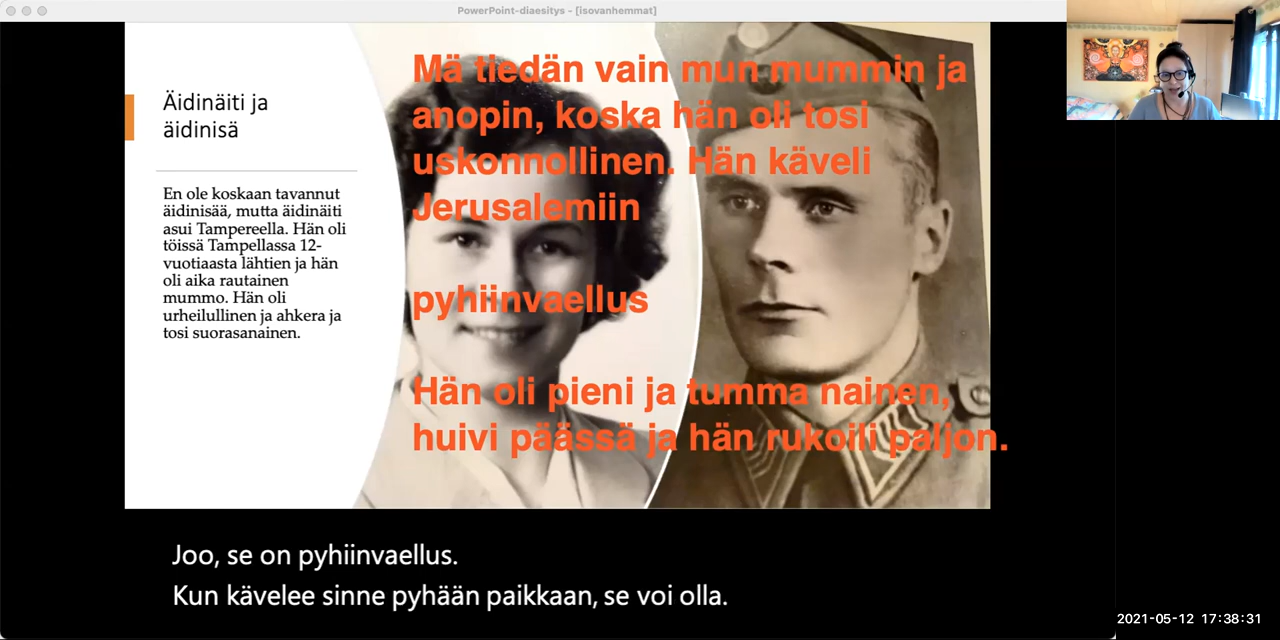 PowerPoint-diaesitys - [isovanhemmat]
Äidinäiti ja
äidinisä
En ole koskaan tavannut
äidinisää, mutta äidinäiti
asui Tampereella. Hän oli
töissä Tampellassa 12-
vuotiaasta lähtien ja hän
oli aika rautainen
mummo. Hän oli
urheilullinen ja ahkera ja
tosi suorasanainen.
Mä tiedän vain mun mummin ja
anopin, koska hän oli tosi
uskonnollinen. Hän käveli
Jerusalemiin
pyhiinvaellus
Hän oli pieni ja tumma nainen,
huivi päässä ja hän rukoili paljon.
Joo, se on pyhiinvaellus.
Kun kävelee sinne pyhään paikkaan, se voi olla.
2021-05-12 17:38:31